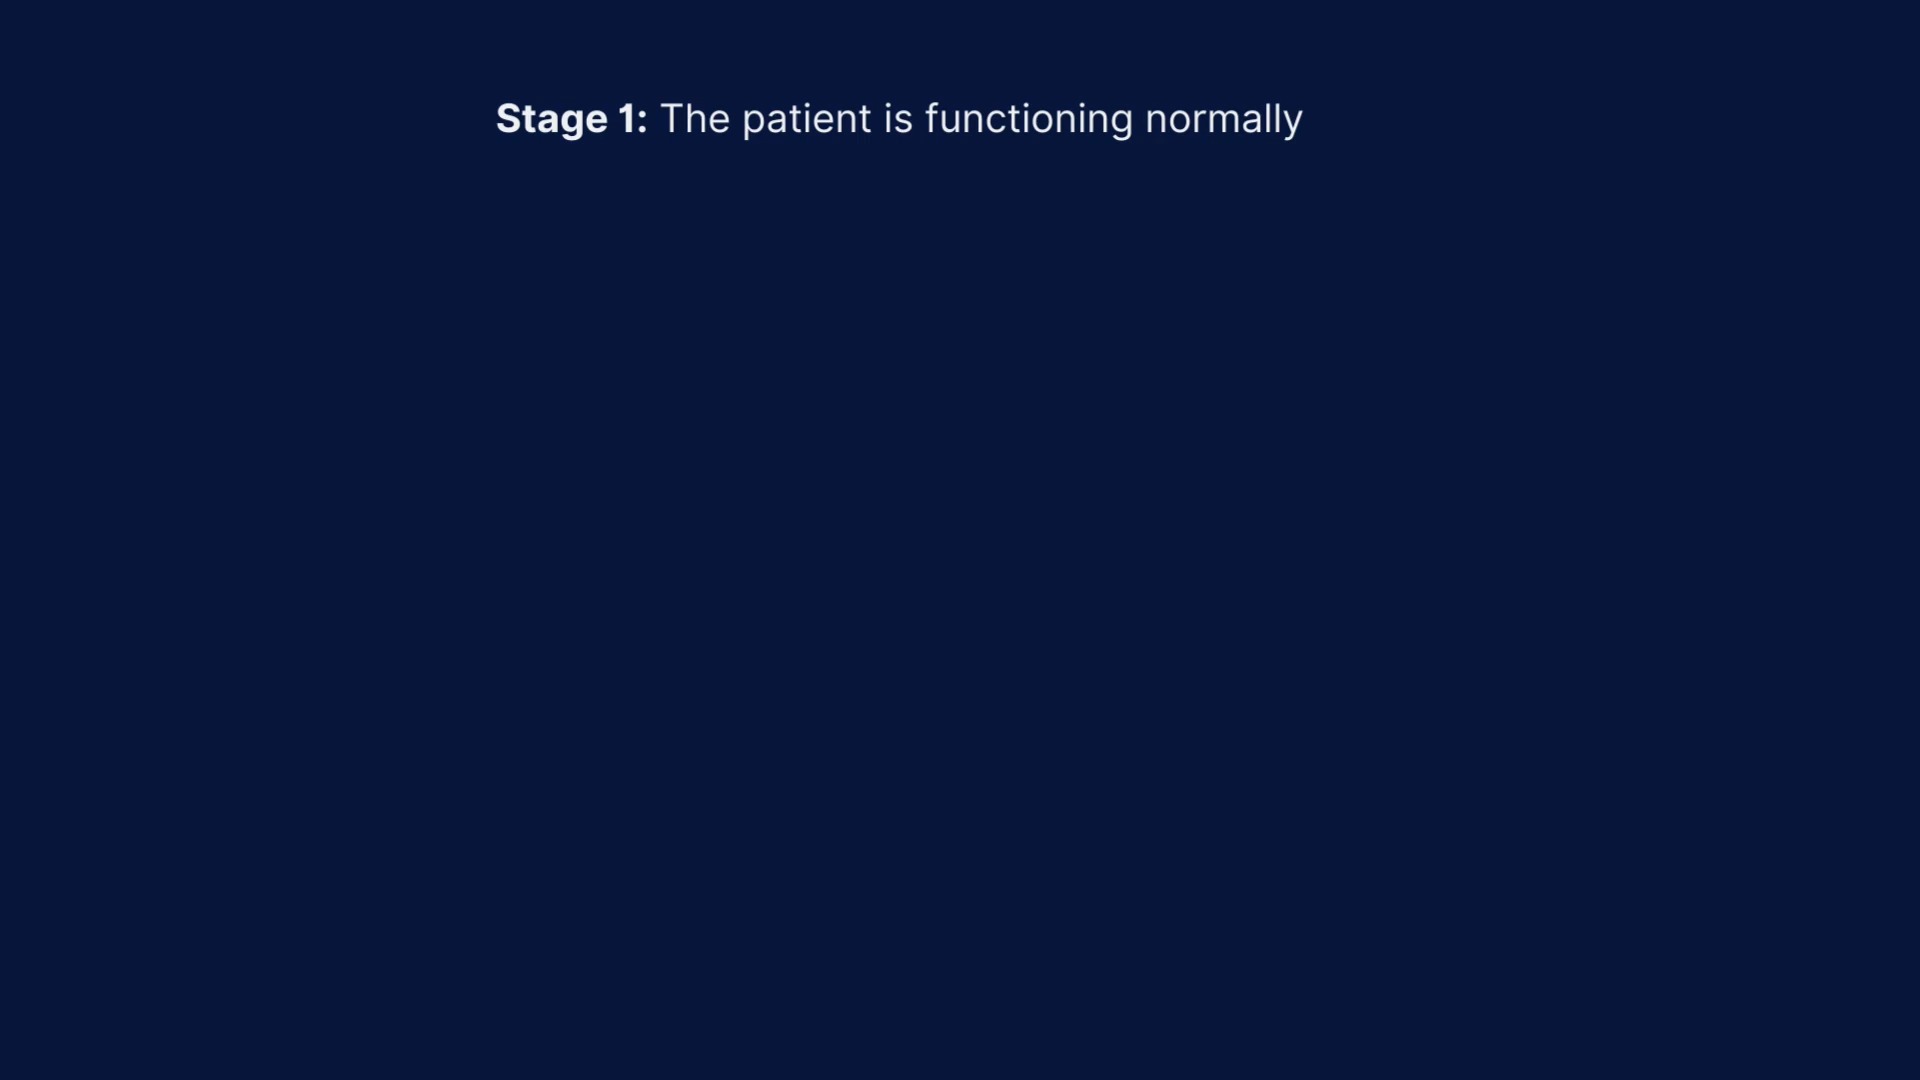 Stage 1: The patient is functioning normally